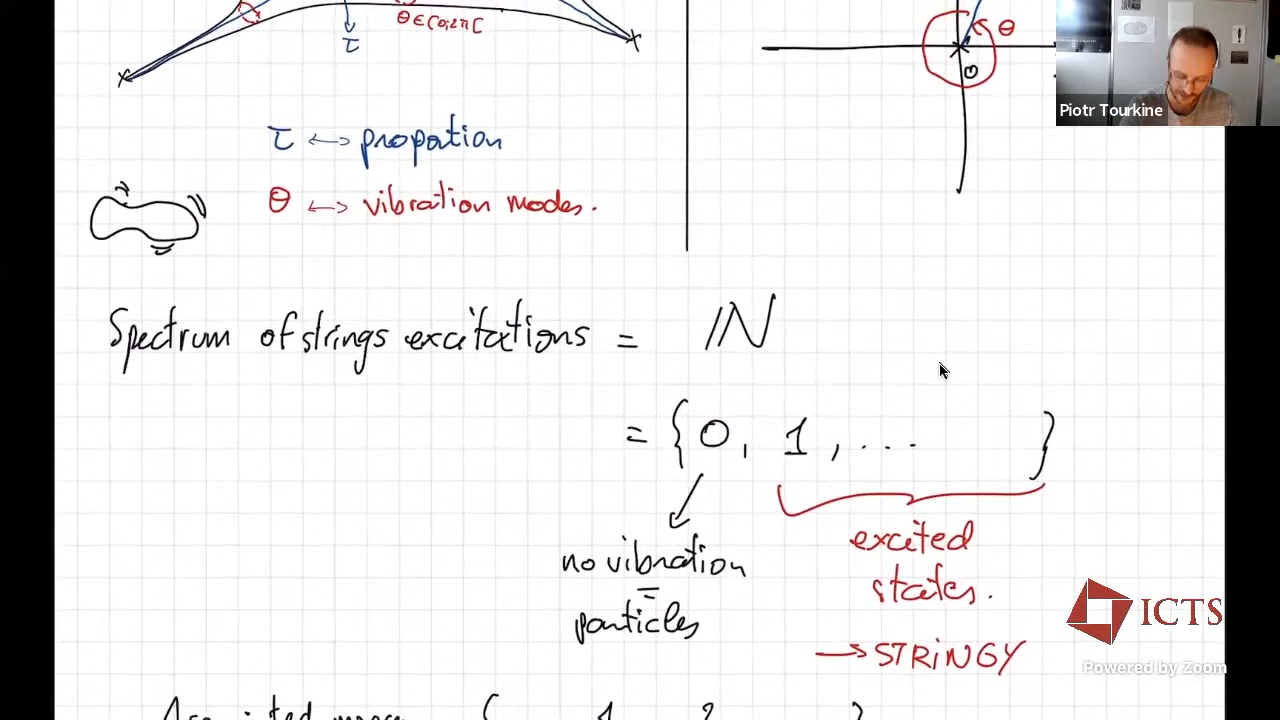 θ ∈ [0, 2π[
τ
θ
0
Piotr Tourkine
τ ↔ propation
θ ↔ vibration modes.
Spectrum of strings excitations = ℕ
= { 0, 1, ... }
no vibration
=
particles
excited
states.
→ STRINGY
ICTS
Powered by Zoom